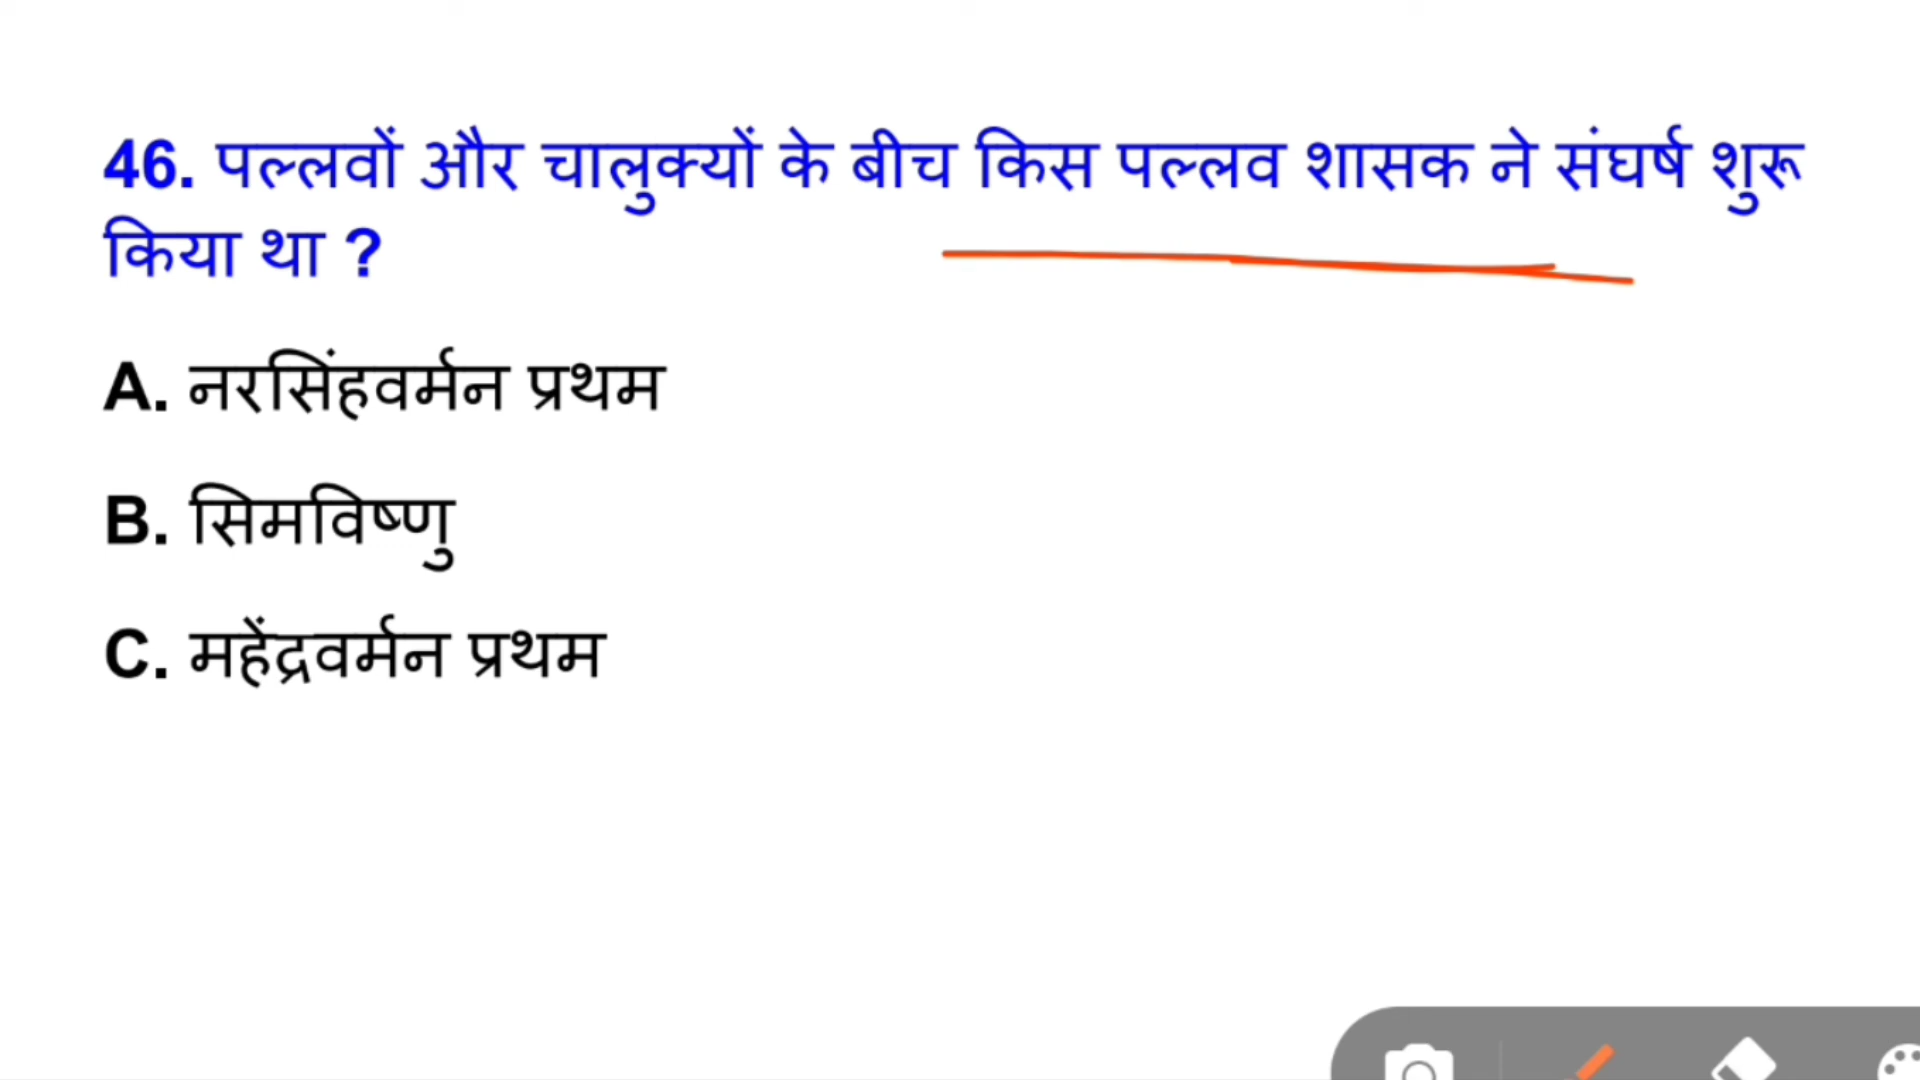 46. पल्लवों और चालुक्यों के बीच किस पल्लव शासक ने संघर्ष शुरू
किया था ?
A. नरसिंहवर्मन प्रथम
B. सिमविष्णु
C. महेंद्रवर्मन प्रथम